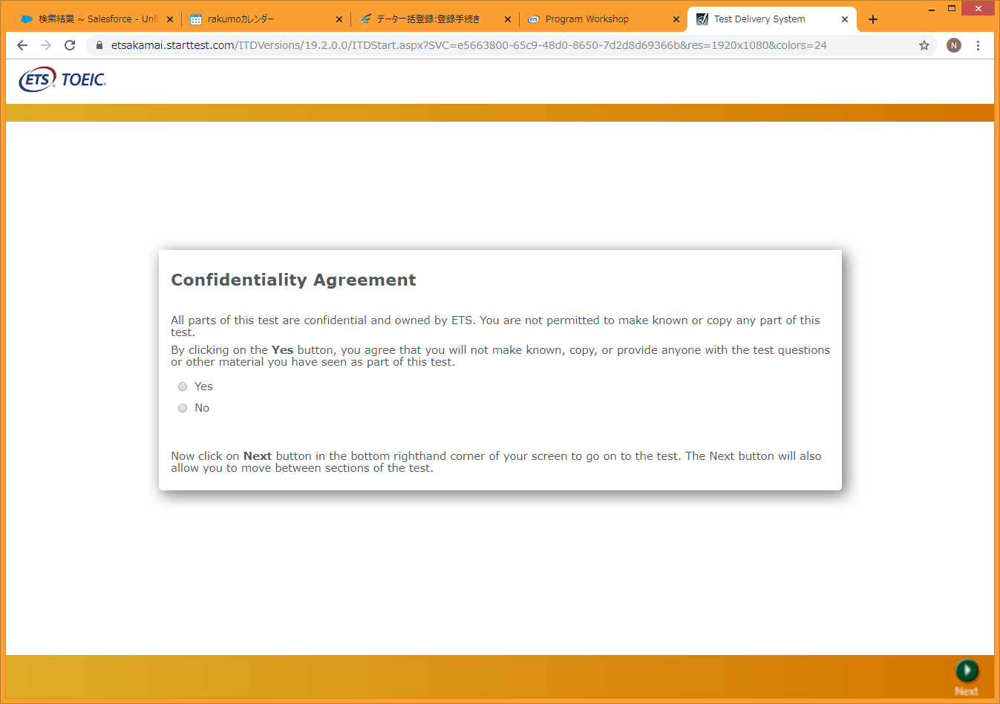 検索結果 ~ Salesforce - Unli
rakumoカレンダー
データ一括登録:登録手続き
ETS
Program Workshop
Test Delivery System
etsakamai.starttest.com/ITDVersions/19.2.0.0/ITDStart.aspx?SVC=e5663800-65c9-48d0-8650-7d2d8d69366b&res=1920x1080&colors=24
N
ETS® TOEIC®
Confidentiality Agreement
All parts of this test are confidential and owned by ETS. You are not permitted to make known or copy any part of this
test.
By clicking on the Yes button, you agree that you will not make known, copy, or provide anyone with the test questions
or other material you have seen as part of this test.
Yes
No
Now click on Next button in the bottom righthand corner of your screen to go on to the test. The Next button will also
allow you to move between sections of the test.
Next